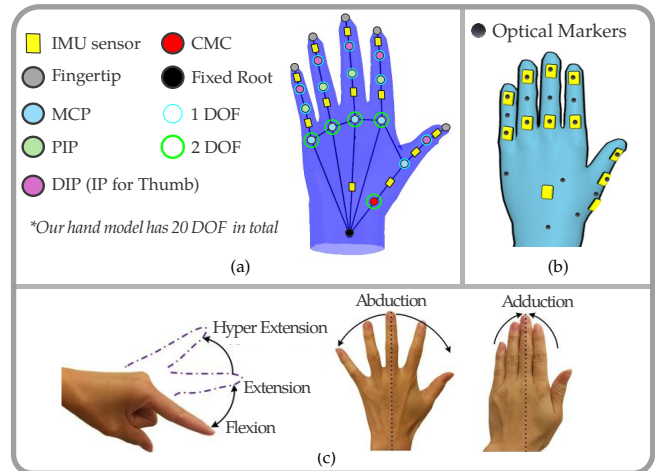 IMU sensor
CMC
Fingertip
Fixed Root
MCP
1 DOF
PIP
2 DOF
DIP (IP for Thumb)
*Our hand model has 20 DOF in total
(a)
Optical Markers
(b)
Hyper Extension
Extension
Flexion
Abduction
Adduction
(c)